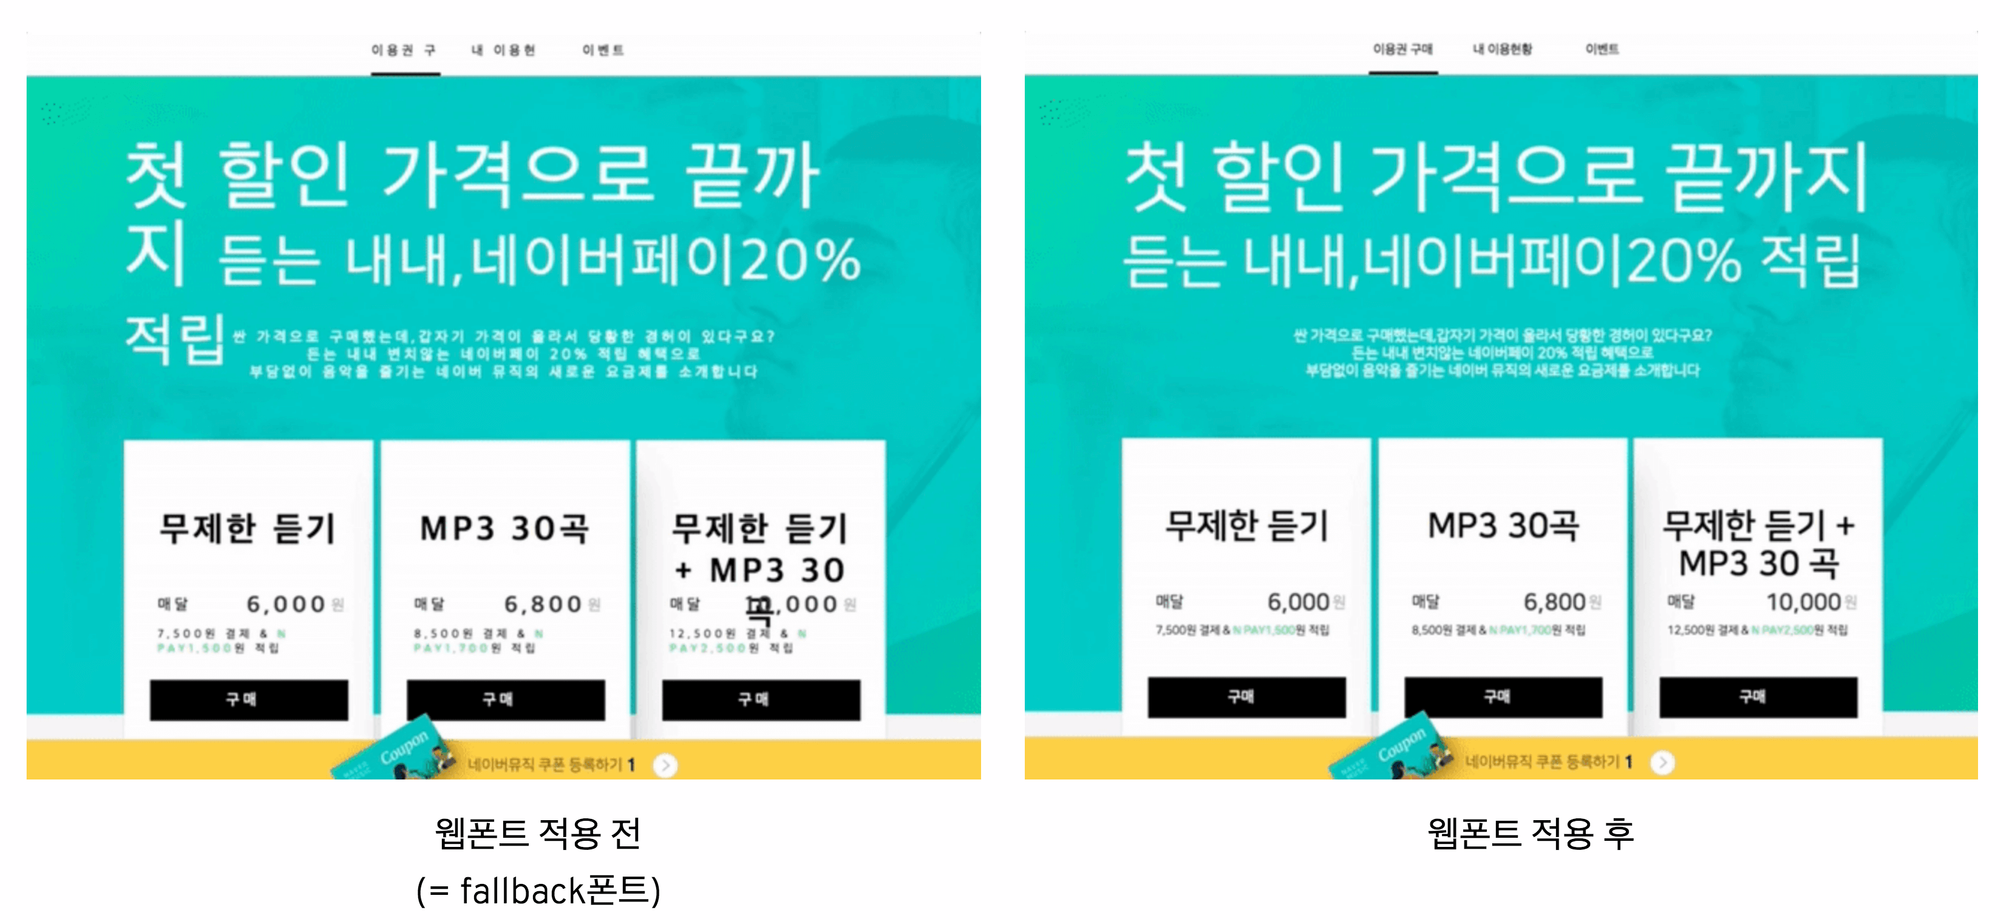 이용권 구
내 이용현
이벤트
첫 할인 가격으로 끝까
지 듣는 내내,네이버페이20%
적립
싼 가격으로 구매했는데,갑자기 가격이 올라서 당황한 경허이 있다구요?
듣는 내내 변치않는 네이버페이 20% 적립 혜택으로
부담없이 음악을 즐기는 네이버 뮤직의 새로운 요금제를 소개합니다
무제한 듣기
매달 6,000원
7,500원 결제 & N
PAY1,500원 적립
구매
MP3 30곡
매달 6,800원
8,500원 결제 & N
PAY1,700원 적립
구매
무제한 듣기
+ MP3 30
곡
매달 10,000원
12,500원 결제 & N
PAY2,500원 적립
구매
Coupon
네이버뮤직 쿠폰 등록하기 1
웹폰트 적용 전
(= fallback폰트)
이용권 구매
내 이용현황
이벤트
첫 할인 가격으로 끝까지
듣는 내내,네이버페이20% 적립
싼 가격으로 구매했는데,갑자기 가격이 올라서 당황한 경허이 있다구요?
듣는 내내 변치않는 네이버페이 20% 적립 혜택으로
부담없이 음악을 즐기는 네이버 뮤직의 새로운 요금제를 소개합니다
무제한 듣기
매달 6,000원
7,500원 결제 & N PAY1,500원 적립
구매
MP3 30곡
매달 6,800원
8,500원 결제 & N PAY1,700원 적립
구매
무제한 듣기 +
MP3 30 곡
매달 10,000원
12,500원 결제 & N PAY2,500원 적립
구매
Coupon
네이버뮤직 쿠폰 등록하기 1
웹폰트 적용 후